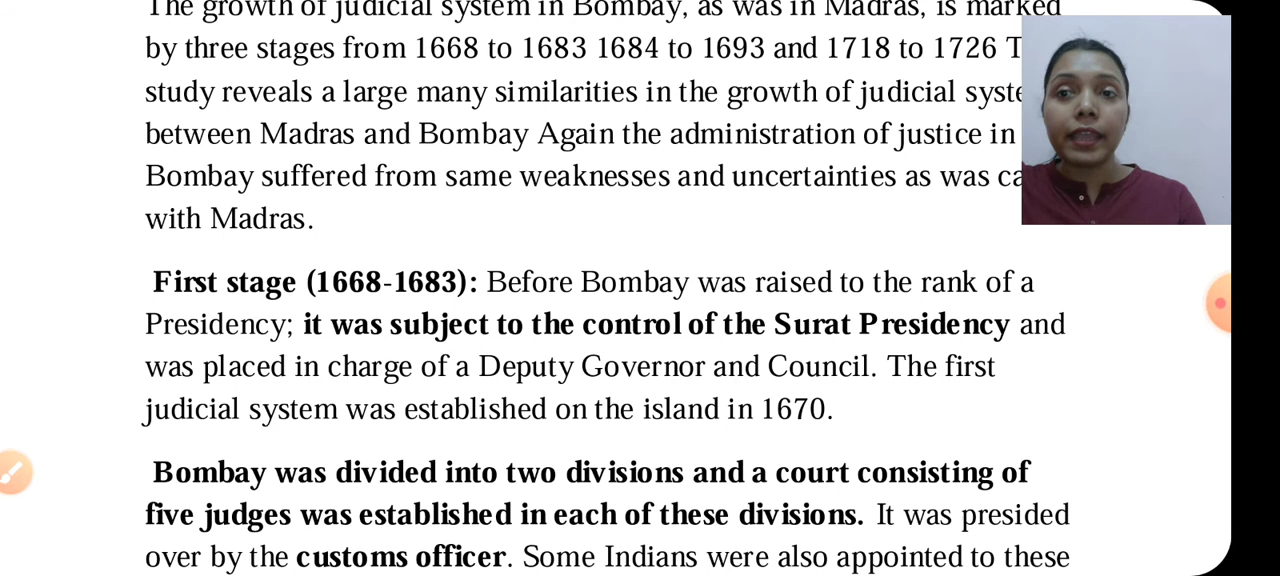 The growth of judicial system in Bombay, as was in Madras, is marked
by three stages from 1668 to 1683 1684 to 1693 and 1718 to 1726
study reveals a large many similarities in the growth of judicial
between Madras and Bombay Again the administration of justice in
Bombay suffered from same weaknesses and uncertainties as was
with Madras.
First stage (1668-1683): Before Bombay was raised to the rank of a
Presidency; it was subject to the control of the Surat Presidency and
was placed in charge of a Deputy Governor and Council. The first
judicial system was established on the island in 1670.
Bombay was divided into two divisions and a court consisting of
five judges was established in each of these divisions. It was presided
over by the customs officer. Some Indians were also appointed to these